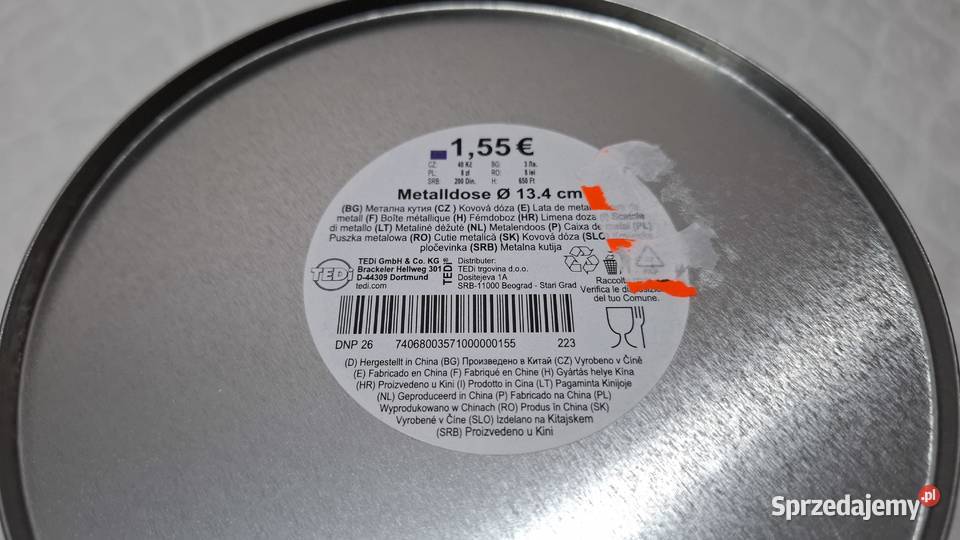 1,55 €
CZ: 40 Kč BG: 3 Лв.
PL: 8 zł RO: 8 lei
SRB: 200 Din. H: 650 Ft
Metalldose Ø 13.4 cm
(BG) Метална кутия (CZ) Kovová dóza (E) Lata de metal
metall (F) Boîte métallique (H) Fémdoboz (HR) Limena doza (I) Scatole
di metallo (LT) Metalinė dėžutė (NL) Metalendoos (P) Caixa de metal (PL)
Puszka metalowa (RO) Cutie metalică (SK) Kovová dóza (SLO) Kovinska
pločevinka (SRB) Metalna kutija
TEDi
TEDi GmbH & Co. KG
Brackeler Hellweg 301
D-44309 Dortmund
tedi.com
TEDi
Distributer:
TEDi trgovina d.o.o.
Dositejeva 1A
SRB-11000 Beograd - Stari Grad
PAP
Raccolta
Verifica le disposizioni
del tuo Comune.
DNP 26 74068003571000000155 223
(D) Hergestellt in China (BG) Произведено в Китай (CZ) Vyrobeno v Číně
(E) Fabricado en China (F) Fabriqué en Chine (H) Gyártás helye Kína
(HR) Proizvedeno u Kini (I) Prodotto in Cina (LT) Pagaminta Kinijoje
(NL) Geproduceerd in China (P) Fabricado na China (PL)
Wyprodukowano w Chinach (RO) Produs în China (SK)
Vyrobené v Číne (SLO) Izdelano na Kitajskem
(SRB) Proizvedeno u Kini
Sprzedajemy.pl